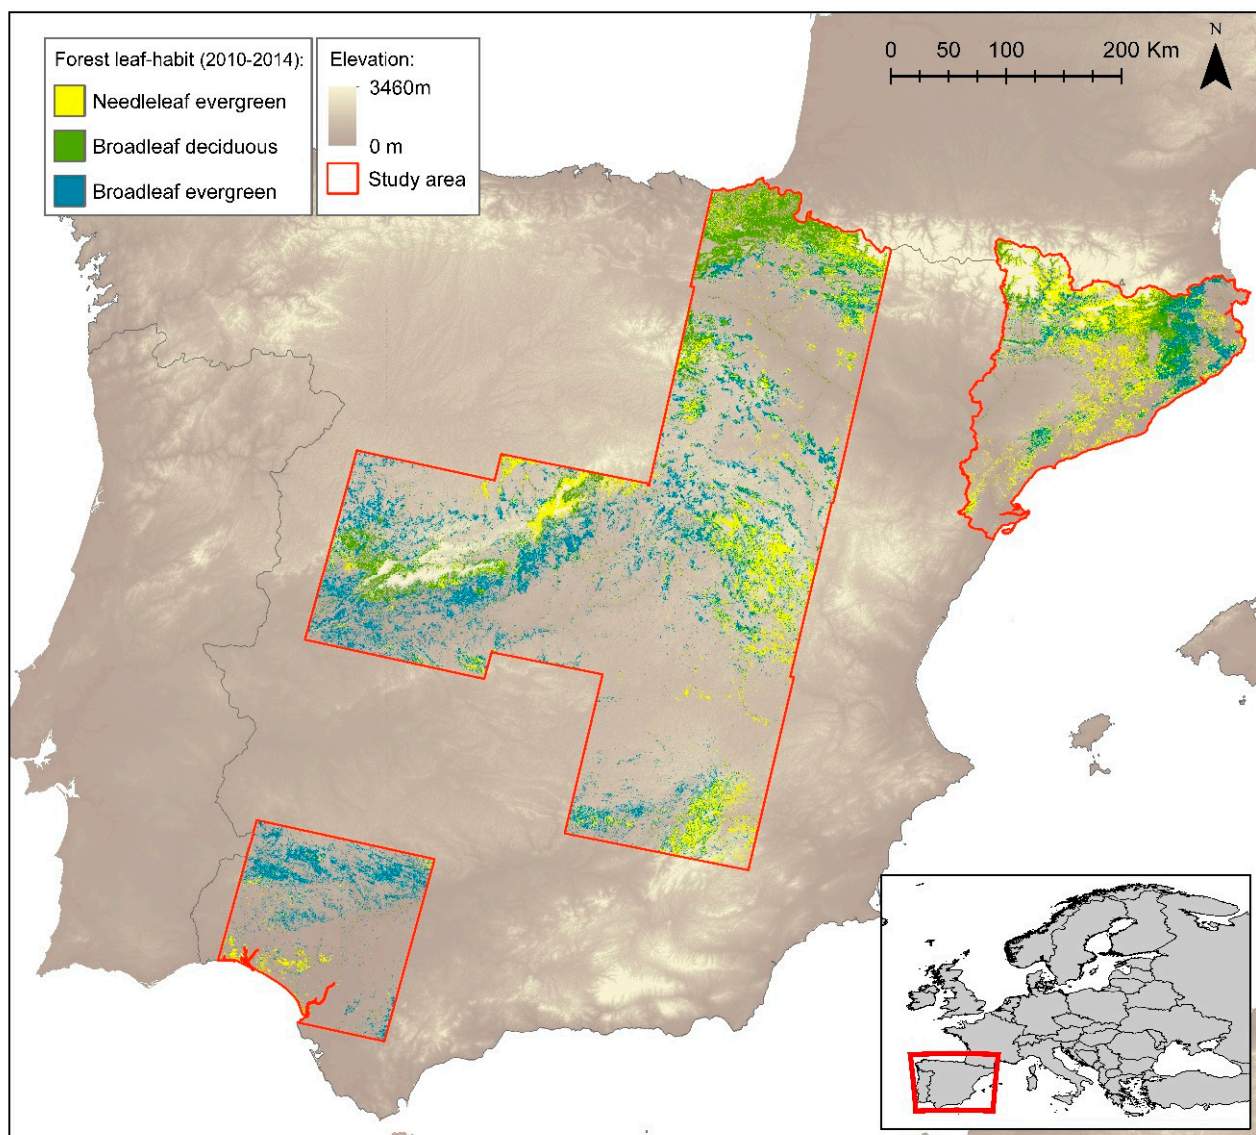 Forest leaf-habit (2010-2014):
Needleleaf evergreen
Broadleaf deciduous
Broadleaf evergreen
Elevation:
3460m
0 m
Study area
0 50 100 200 Km
N